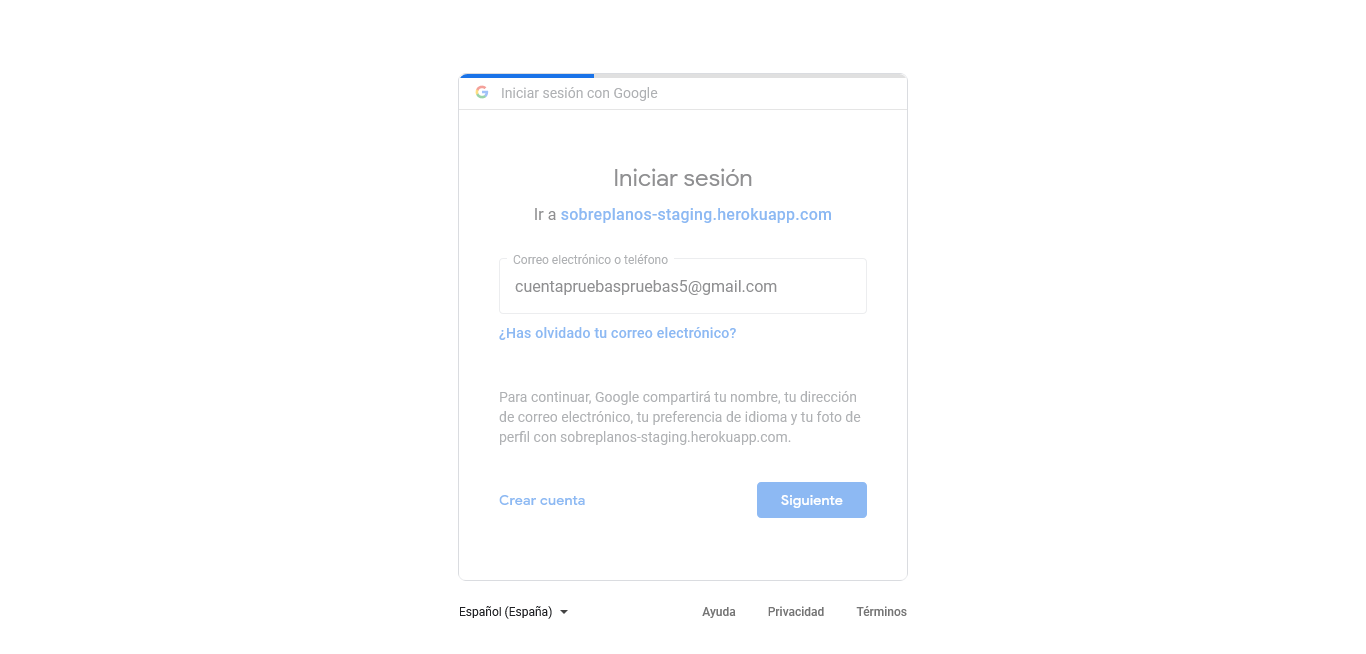 Iniciar sesión con Google
Iniciar sesión
Ir a sobreplanos-staging.herokuapp.com
Correo electrónico o teléfono
cuentapruebaspruebas5@gmail.com
¿Has olvidado tu correo electrónico?
Para continuar, Google compartirá tu nombre, tu dirección
de correo electrónico, tu preferencia de idioma y tu foto de
perfil con sobreplanos-staging.herokuapp.com.
Crear cuenta Siguiente
Español (España) Ayuda Privacidad Términos